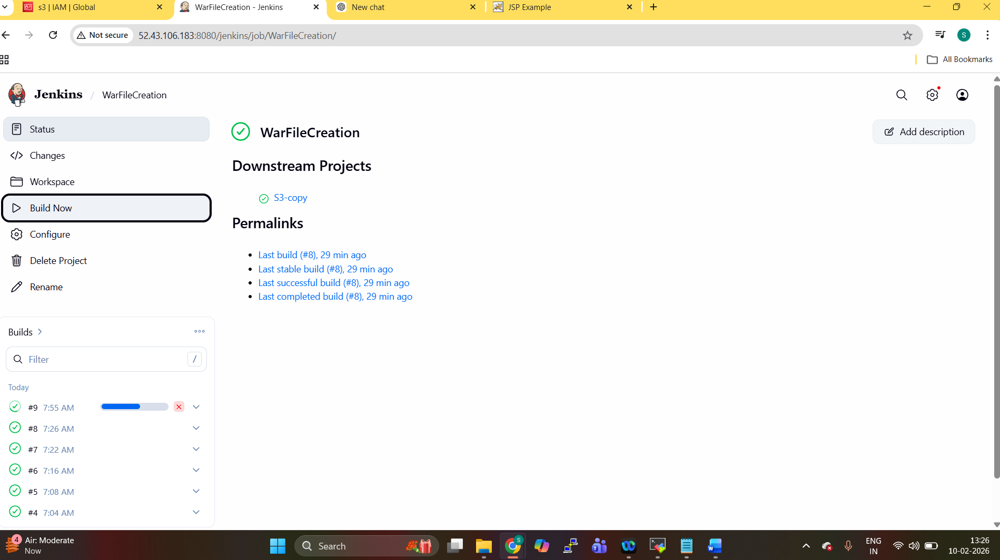 s3 | IAM | Global
WarFileCreation - Jenkins
New chat
JSP Example
Not secure
52.43.106.183:8080/jenkins/job/WarFileCreation/
S
All Bookmarks
Jenkins / WarFileCreation
Status
Changes
Workspace
Build Now
Configure
Delete Project
Rename
Builds
Filter
/
Today
#9 7:55 AM
#8 7:26 AM
#7 7:22 AM
#6 7:16 AM
#5 7:08 AM
#4 7:04 AM
WarFileCreation
Add description
Downstream Projects
S3-copy
Permalinks
Last build (#8), 29 min ago
Last stable build (#8), 29 min ago
Last successful build (#8), 29 min ago
Last completed build (#8), 29 min ago
4
Air: Moderate
Now
Search
S
ENG
IN
13:26
10-02-2026